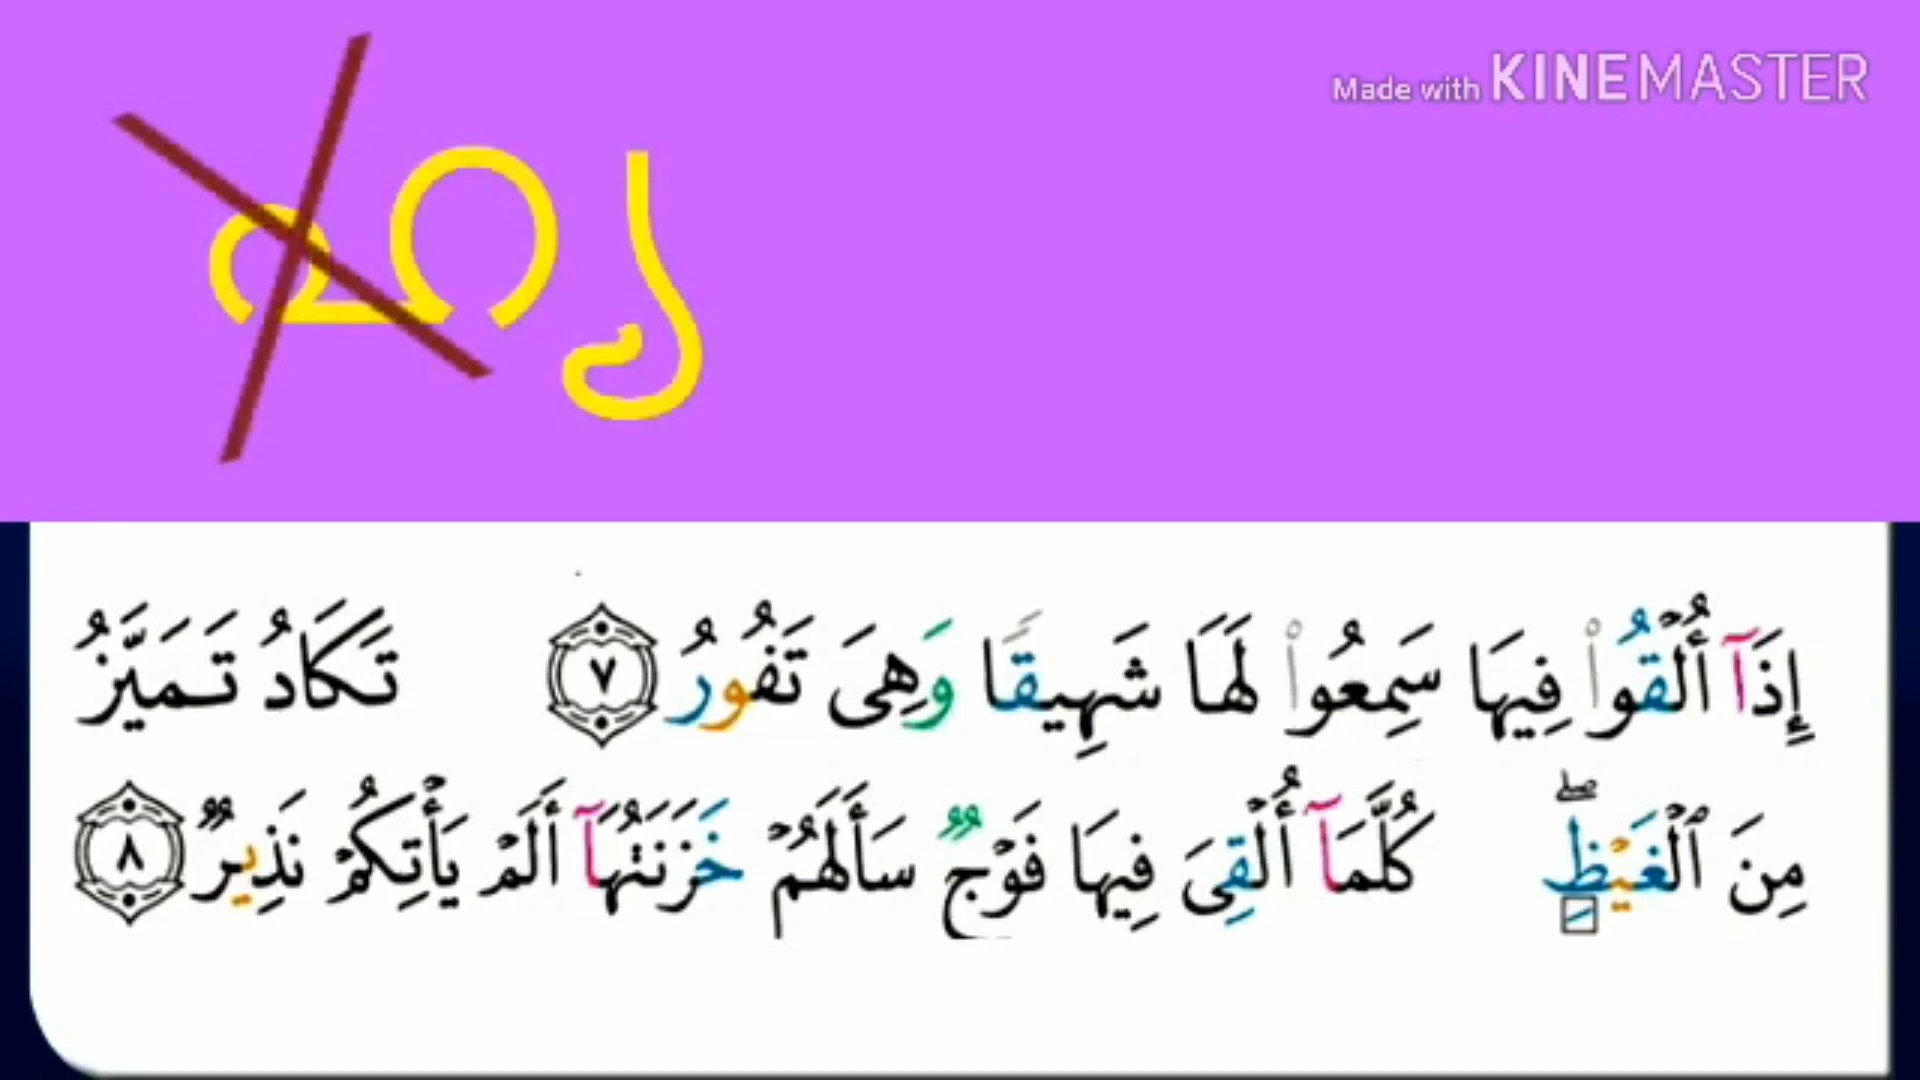 Made with KINEMASTER
إِذَآ أُلۡقُوا۟ فِيهَا سَمِعُوا۟ لَهَا شَهِيقًا وَهِىَ تَفُورُ ٧ تَكَادُ تَمَيَّزُ
مِنَ ٱلۡغَيۡظِۖ كُلَّمَآ أُلۡقِىَ فِيهَا فَوۡجٌ سَأَلَهُمۡ خَزَنَتُهَآ أَلَمۡ يَأۡتِكُمۡ نَذِيرٌ ٨